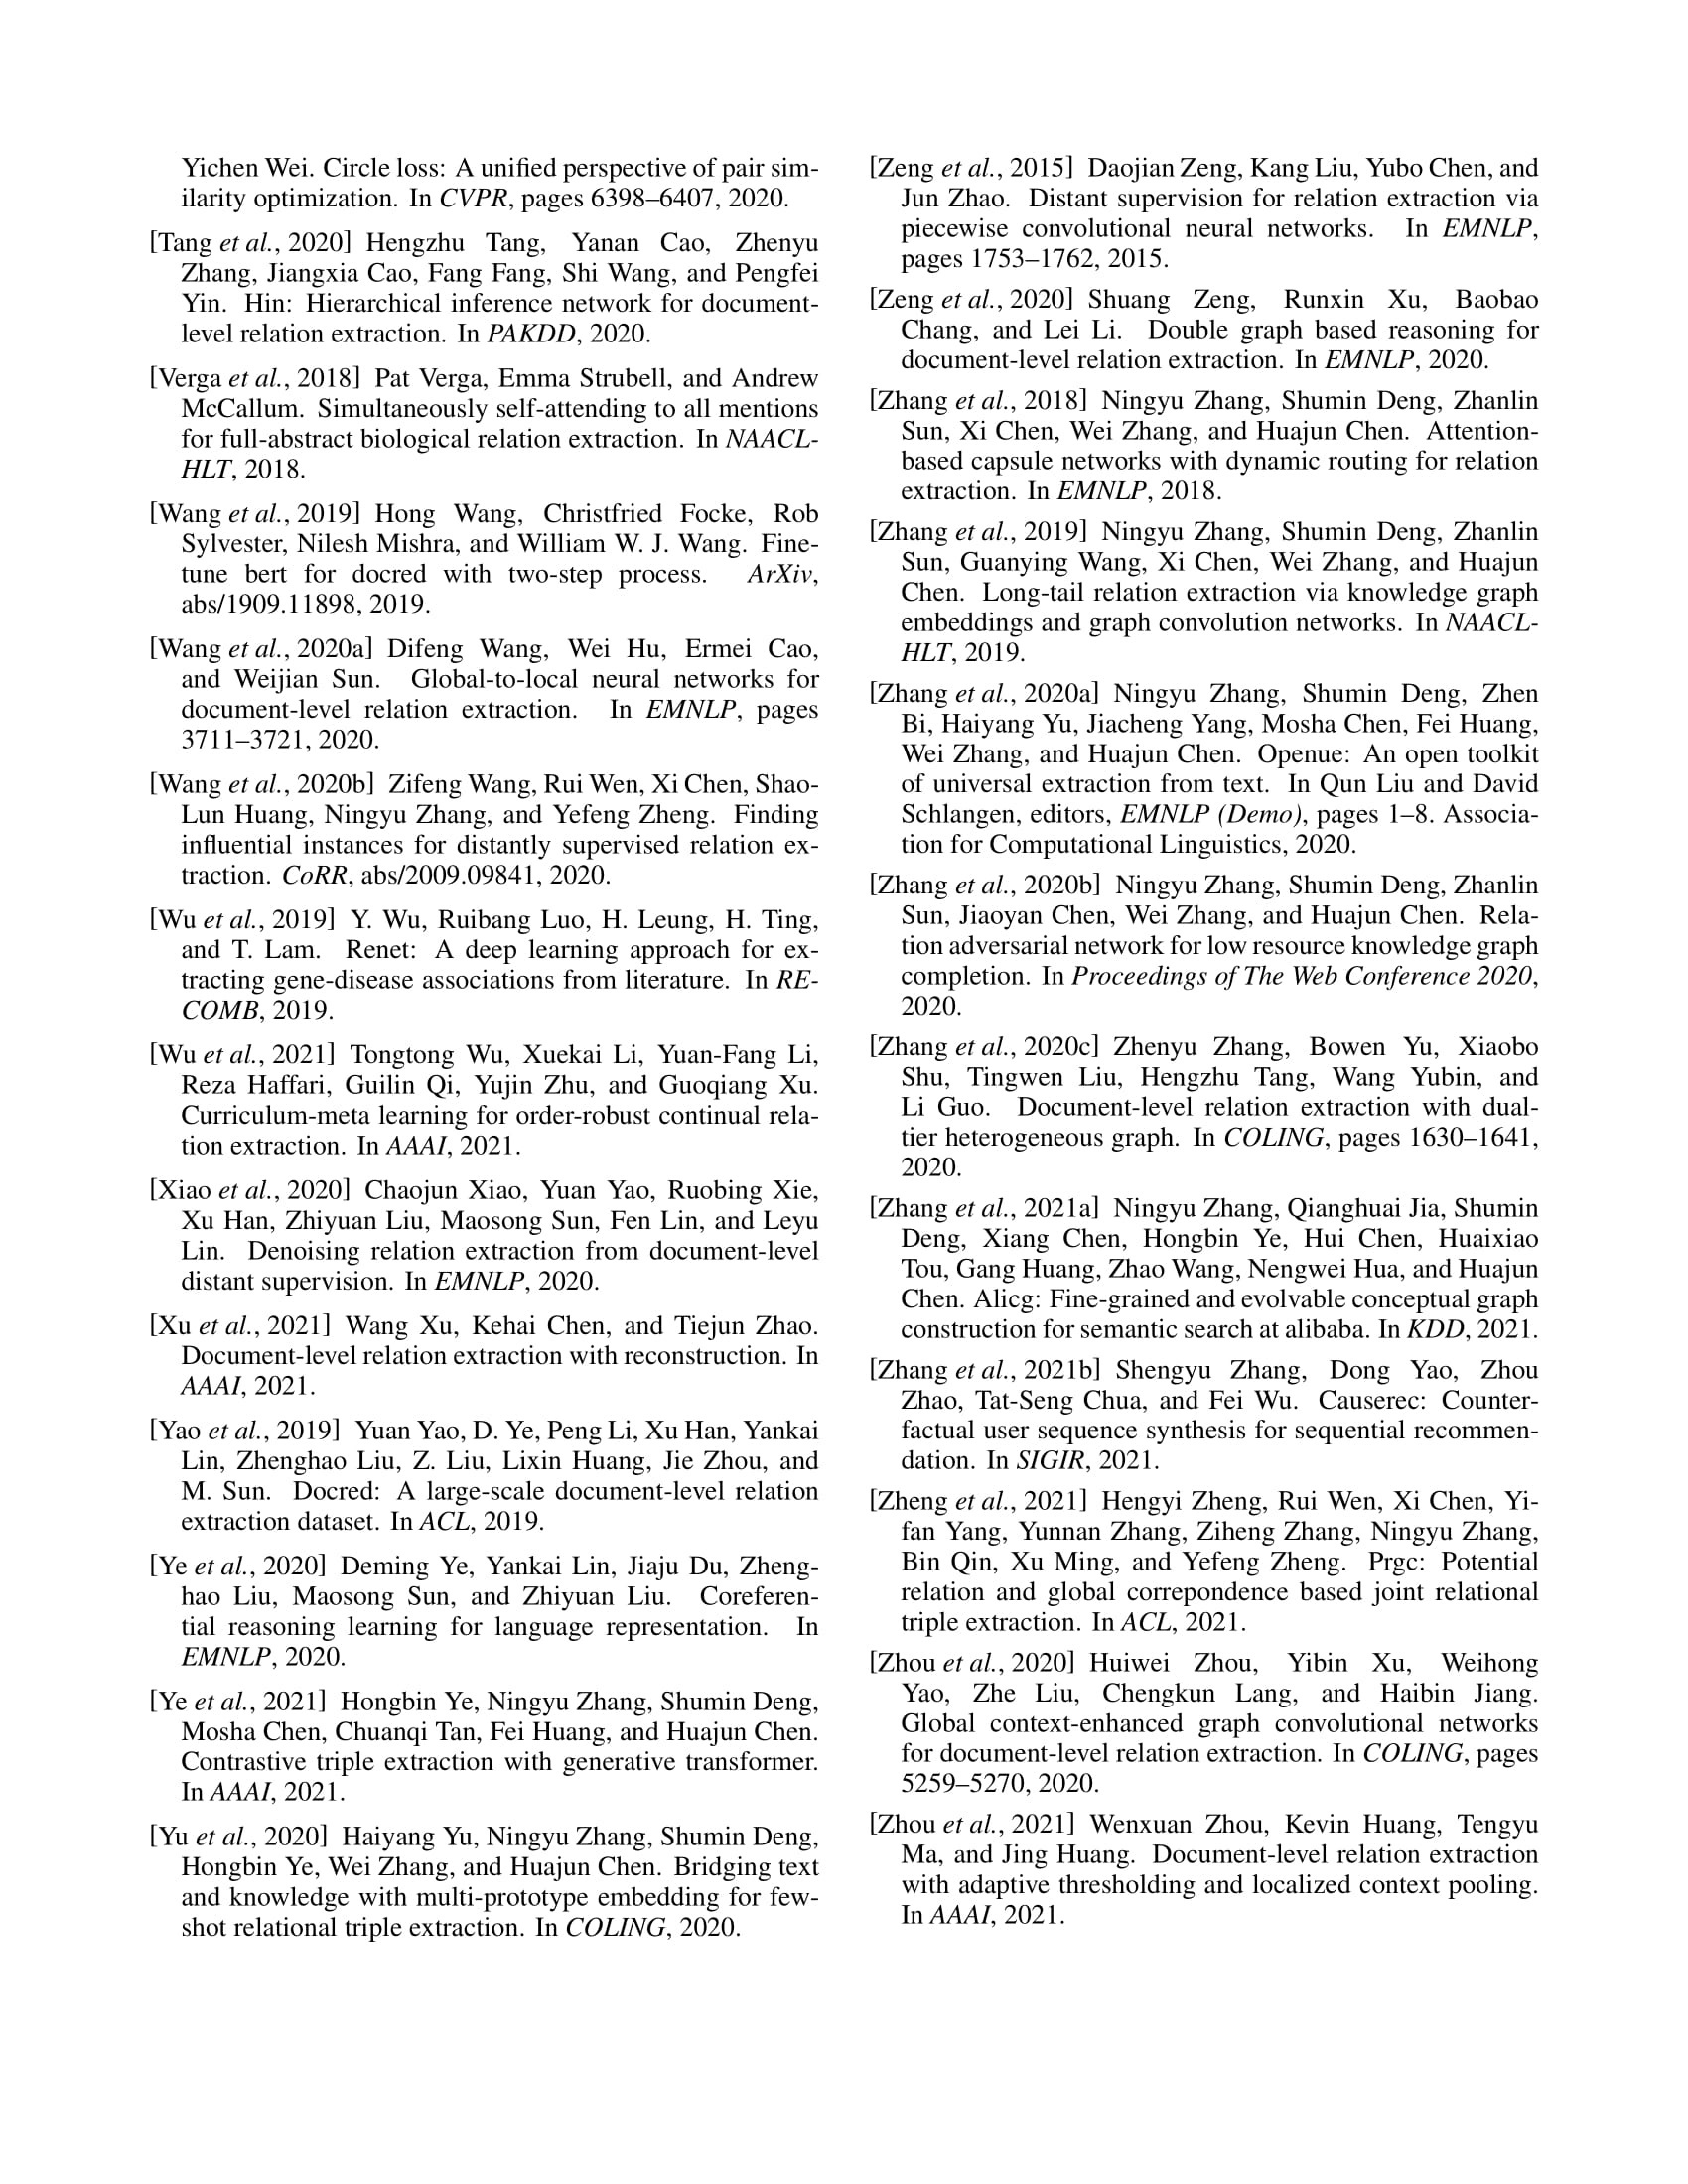 Yichen Wei. Circle loss: A unified perspective of pair sim-
ilarity optimization. In CVPR, pages 6398–6407, 2020.
[Tang et al., 2020] Hengzhu Tang, Yanan Cao, Zhenyu
Zhang, Jiangxia Cao, Fang Fang, Shi Wang, and Pengfei
Yin. Hin: Hierarchical inference network for document-
level relation extraction. In PAKDD, 2020.
[Verga et al., 2018] Pat Verga, Emma Strubell, and Andrew
McCallum. Simultaneously self-attending to all mentions
for full-abstract biological relation extraction. In NAACL-
HLT, 2018.
[Wang et al., 2019] Hong Wang, Christfried Focke, Rob
Sylvester, Nilesh Mishra, and William W. J. Wang. Fine-
tune bert for docred with two-step process. ArXiv,
abs/1909.11898, 2019.
[Wang et al., 2020a] Difeng Wang, Wei Hu, Ermei Cao,
and Weijian Sun. Global-to-local neural networks for
document-level relation extraction. In EMNLP, pages
3711–3721, 2020.
[Wang et al., 2020b] Zifeng Wang, Rui Wen, Xi Chen, Shao-
Lun Huang, Ningyu Zhang, and Yefeng Zheng. Finding
influential instances for distantly supervised relation ex-
traction. CoRR, abs/2009.09841, 2020.
[Wu et al., 2019] Y. Wu, Ruibang Luo, H. Leung, H. Ting,
and T. Lam. Renet: A deep learning approach for ex-
tracting gene-disease associations from literature. In RE-
COMB, 2019.
[Wu et al., 2021] Tongtong Wu, Xuekai Li, Yuan-Fang Li,
Reza Haffari, Guilin Qi, Yujin Zhu, and Guoqiang Xu.
Curriculum-meta learning for order-robust continual rela-
tion extraction. In AAAI, 2021.
[Xiao et al., 2020] Chaojun Xiao, Yuan Yao, Ruobing Xie,
Xu Han, Zhiyuan Liu, Maosong Sun, Fen Lin, and Leyu
Lin. Denoising relation extraction from document-level
distant supervision. In EMNLP, 2020.
[Xu et al., 2021] Wang Xu, Kehai Chen, and Tiejun Zhao.
Document-level relation extraction with reconstruction. In
AAAI, 2021.
[Yao et al., 2019] Yuan Yao, D. Ye, Peng Li, Xu Han, Yankai
Lin, Zhenghao Liu, Z. Liu, Lixin Huang, Jie Zhou, and
M. Sun. Docred: A large-scale document-level relation
extraction dataset. In ACL, 2019.
[Ye et al., 2020] Deming Ye, Yankai Lin, Jiaju Du, Zheng-
hao Liu, Maosong Sun, and Zhiyuan Liu. Coreferen-
tial reasoning learning for language representation. In
EMNLP, 2020.
[Ye et al., 2021] Hongbin Ye, Ningyu Zhang, Shumin Deng,
Mosha Chen, Chuanqi Tan, Fei Huang, and Huajun Chen.
Contrastive triple extraction with generative transformer.
In AAAI, 2021.
[Yu et al., 2020] Haiyang Yu, Ningyu Zhang, Shumin Deng,
Hongbin Ye, Wei Zhang, and Huajun Chen. Bridging text
and knowledge with multi-prototype embedding for few-
shot relational triple extraction. In COLING, 2020.
[Zeng et al., 2015] Daojian Zeng, Kang Liu, Yubo Chen, and
Jun Zhao. Distant supervision for relation extraction via
piecewise convolutional neural networks. In EMNLP,
pages 1753–1762, 2015.
[Zeng et al., 2020] Shuang Zeng, Runxin Xu, Baobao
Chang, and Lei Li. Double graph based reasoning for
document-level relation extraction. In EMNLP, 2020.
[Zhang et al., 2018] Ningyu Zhang, Shumin Deng, Zhanlin
Sun, Xi Chen, Wei Zhang, and Huajun Chen. Attention-
based capsule networks with dynamic routing for relation
extraction. In EMNLP, 2018.
[Zhang et al., 2019] Ningyu Zhang, Shumin Deng, Zhanlin
Sun, Guanying Wang, Xi Chen, Wei Zhang, and Huajun
Chen. Long-tail relation extraction via knowledge graph
embeddings and graph convolution networks. In NAACL-
HLT, 2019.
[Zhang et al., 2020a] Ningyu Zhang, Shumin Deng, Zhen
Bi, Haiyang Yu, Jiacheng Yang, Mosha Chen, Fei Huang,
Wei Zhang, and Huajun Chen. Openue: An open toolkit
of universal extraction from text. In Qun Liu and David
Schlangen, editors, EMNLP (Demo), pages 1–8. Associa-
tion for Computational Linguistics, 2020.
[Zhang et al., 2020b] Ningyu Zhang, Shumin Deng, Zhanlin
Sun, Jiaoyan Chen, Wei Zhang, and Huajun Chen. Rela-
tion adversarial network for low resource knowledge graph
completion. In Proceedings of The Web Conference 2020,
2020.
[Zhang et al., 2020c] Zhenyu Zhang, Bowen Yu, Xiaobo
Shu, Tingwen Liu, Hengzhu Tang, Wang Yubin, and
Li Guo. Document-level relation extraction with dual-
tier heterogeneous graph. In COLING, pages 1630–1641,
2020.
[Zhang et al., 2021a] Ningyu Zhang, Qianghuai Jia, Shumin
Deng, Xiang Chen, Hongbin Ye, Hui Chen, Huaixiao
Tou, Gang Huang, Zhao Wang, Nengwei Hua, and Huajun
Chen. Alicg: Fine-grained and evolvable conceptual graph
construction for semantic search at alibaba. In KDD, 2021.
[Zhang et al., 2021b] Shengyu Zhang, Dong Yao, Zhou
Zhao, Tat-Seng Chua, and Fei Wu. Causerec: Counter-
factual user sequence synthesis for sequential recommen-
dation. In SIGIR, 2021.
[Zheng et al., 2021] Hengyi Zheng, Rui Wen, Xi Chen, Yi-
fan Yang, Yunnan Zhang, Ziheng Zhang, Ningyu Zhang,
Bin Qin, Xu Ming, and Yefeng Zheng. Prgc: Potential
relation and global correpondence based joint relational
triple extraction. In ACL, 2021.
[Zhou et al., 2020] Huiwei Zhou, Yibin Xu, Weihong
Yao, Zhe Liu, Chengkun Lang, and Haibin Jiang.
Global context-enhanced graph convolutional networks
for document-level relation extraction. In COLING, pages
5259–5270, 2020.
[Zhou et al., 2021] Wenxuan Zhou, Kevin Huang, Tengyu
Ma, and Jing Huang. Document-level relation extraction
with adaptive thresholding and localized context pooling.
In AAAI, 2021.